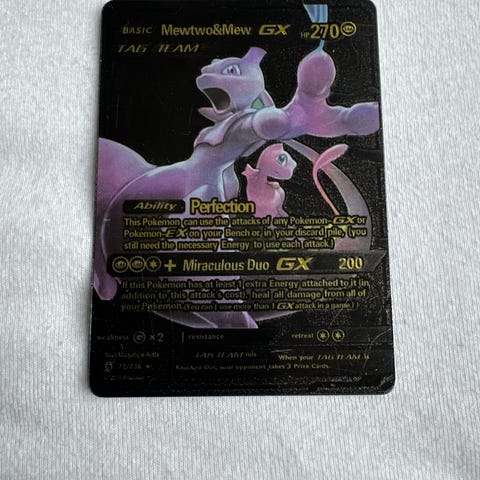 BASIC Mewtwo&Mew GX HP270
TAG TEAM
Ability Perfection
This Pokémon can use the attacks of any Pokémon-GX or
Pokémon-EX on your Bench or in your discard pile. (you
still need the necessary Energy to use each attack.)
+ Miraculous Duo GX 200
If this Pokémon has at least 1 extra Energy attached to it (in
addition to this attack's cost), heal all damage from all of
your Pokémon. (You can't use more than 1 GX attack in a game.)
weakness ×2 resistance retreat
TAG TEAM rule When your TAG TEAM is
Knocked Out, your opponent takes 3 Prize Cards.